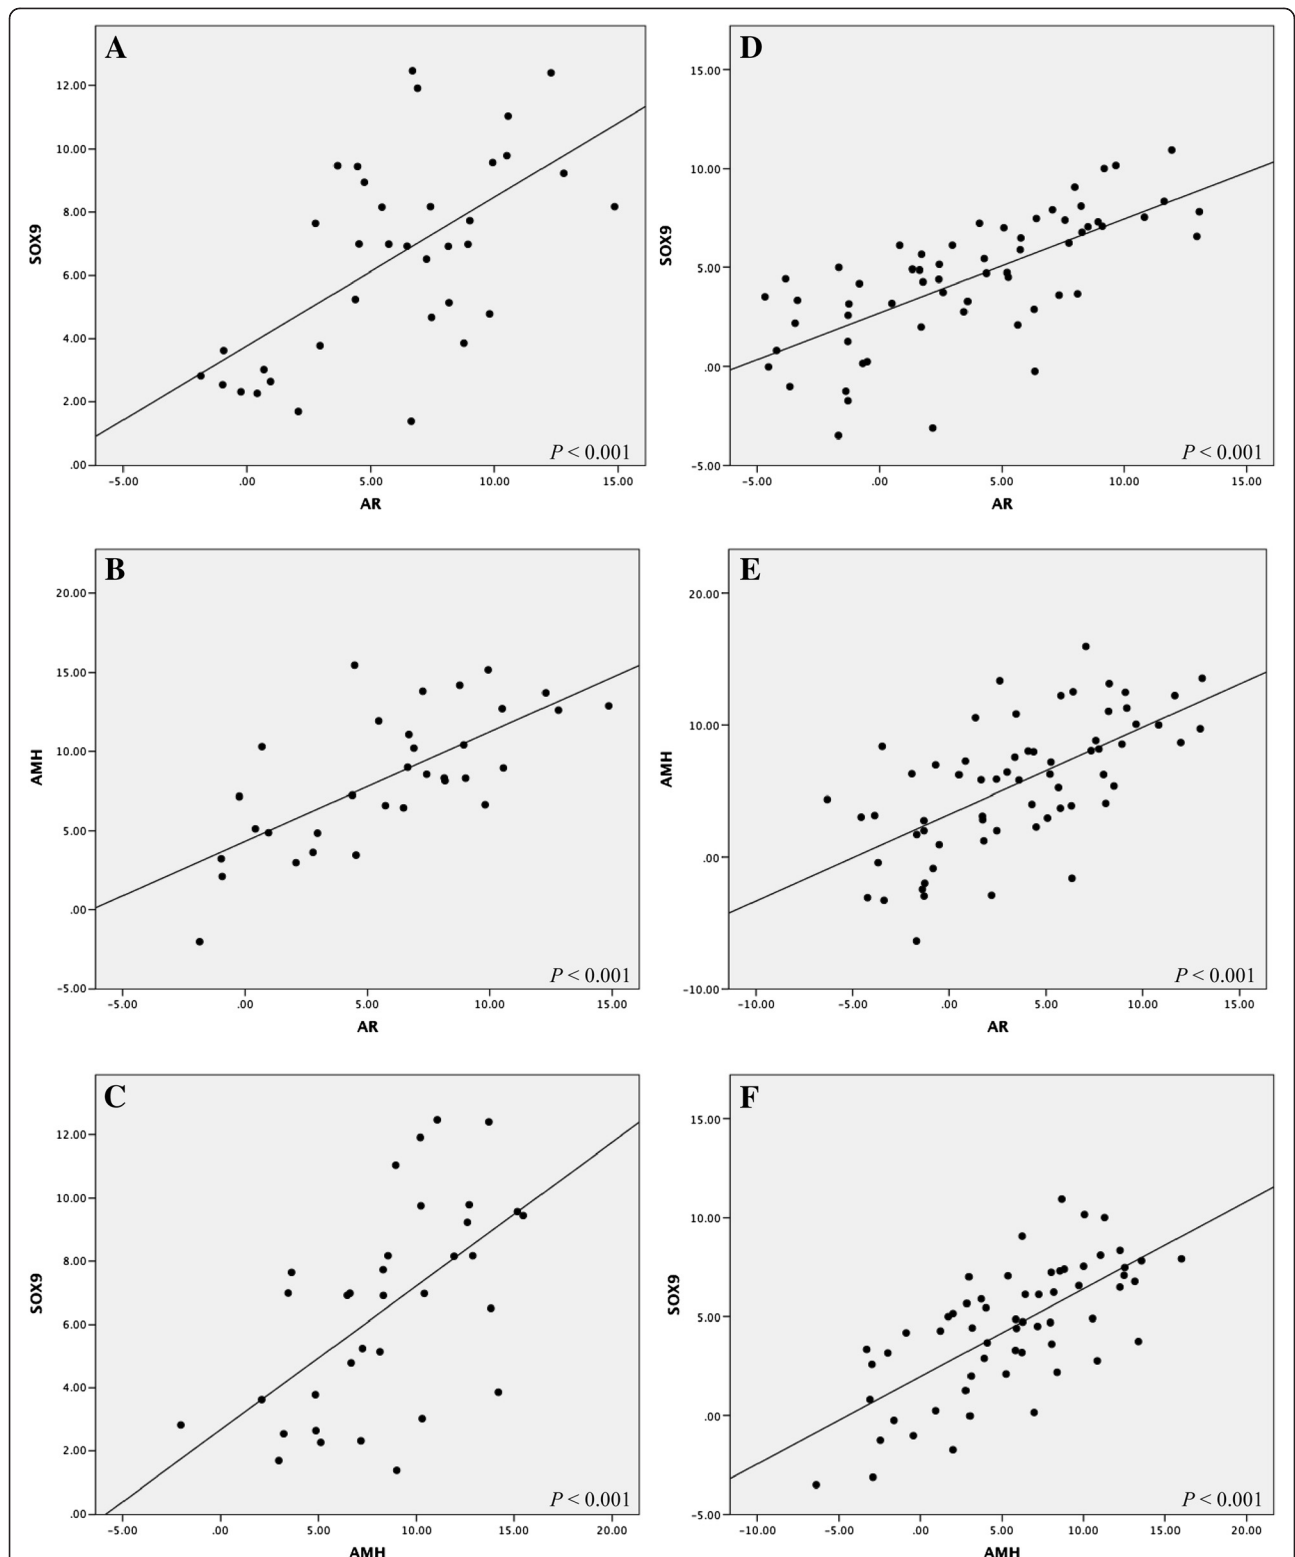 A
SOX9
12.00
10.00
8.00
6.00
4.00
2.00
.00
P < 0.001
-5.00 .00 5.00 10.00 15.00
AR
D
SOX9
15.00
10.00
5.00
.00
-5.00
P < 0.001
-5.00 .00 5.00 10.00 15.00
AR
B
AMH
20.00
15.00
10.00
5.00
.00
-5.00
P < 0.001
-5.00 .00 5.00 10.00 15.00
AR
E
AMH
20.00
10.00
.00
-10.00
P < 0.001
-10.00 -5.00 .00 5.00 10.00 15.00
AR
C
SOX9
12.00
10.00
8.00
6.00
4.00
2.00
.00
P < 0.001
-5.00 .00 5.00 10.00 15.00 20.00
AMH
F
SOX9
15.00
10.00
5.00
.00
-5.00
P < 0.001
-10.00 -5.00 .00 5.00 10.00 15.00 20.00
AMH